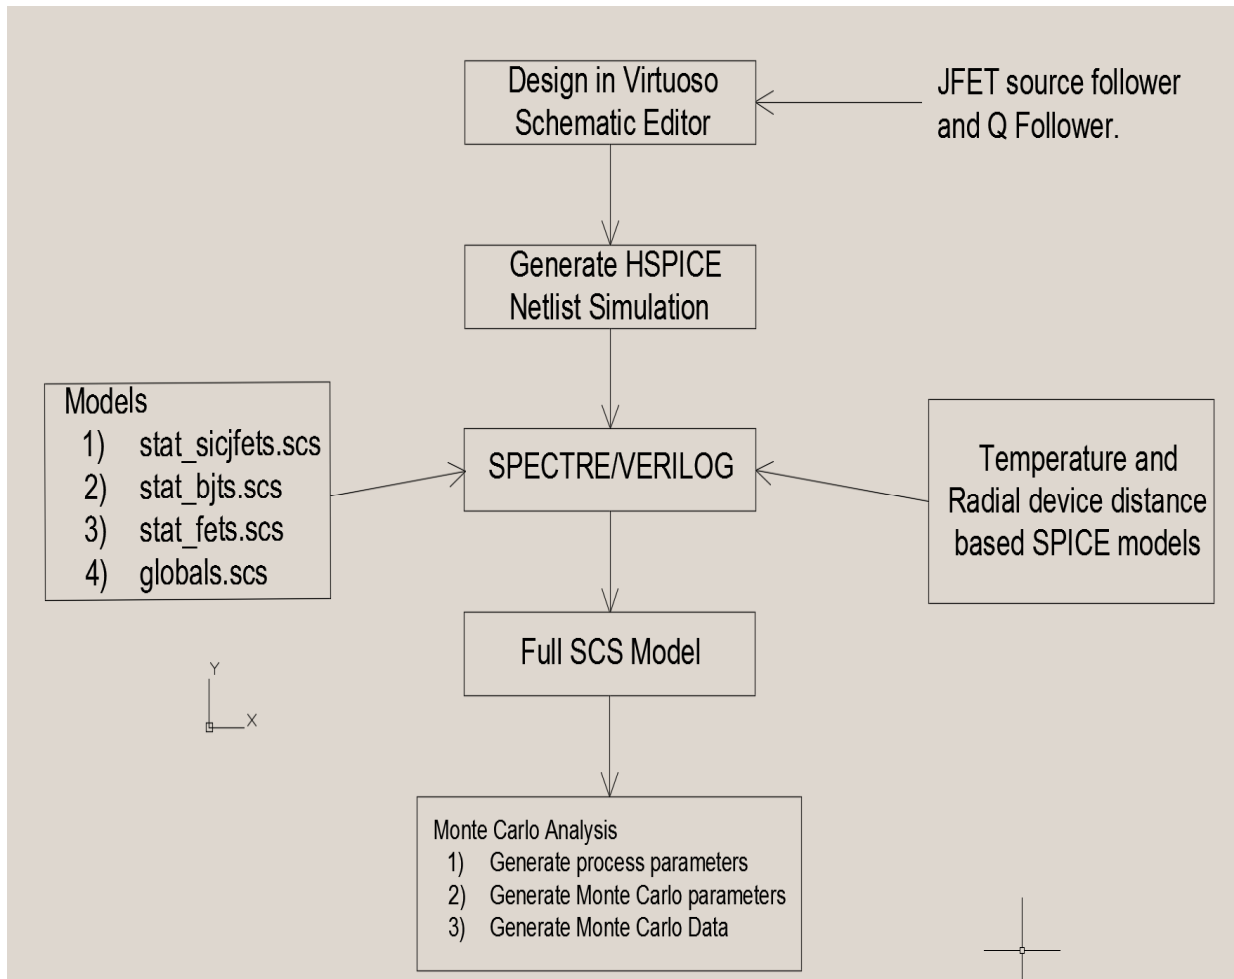 Design in Virtuoso
Schematic Editor
JFET source follower
and Q Follower.
Generate HSPICE
Netlist Simulation
Models
1) stat_sicjfets.scs
2) stat_bjts.scs
3) stat_fets.scs
4) globals.scs
SPECTRE/VERILOG
Temperature and
Radial device distance
based SPICE models
Full SCS Model
Y
X
Monte Carlo Analysis
1) Generate process parameters
2) Generate Monte Carlo parameters
3) Generate Monte Carlo Data